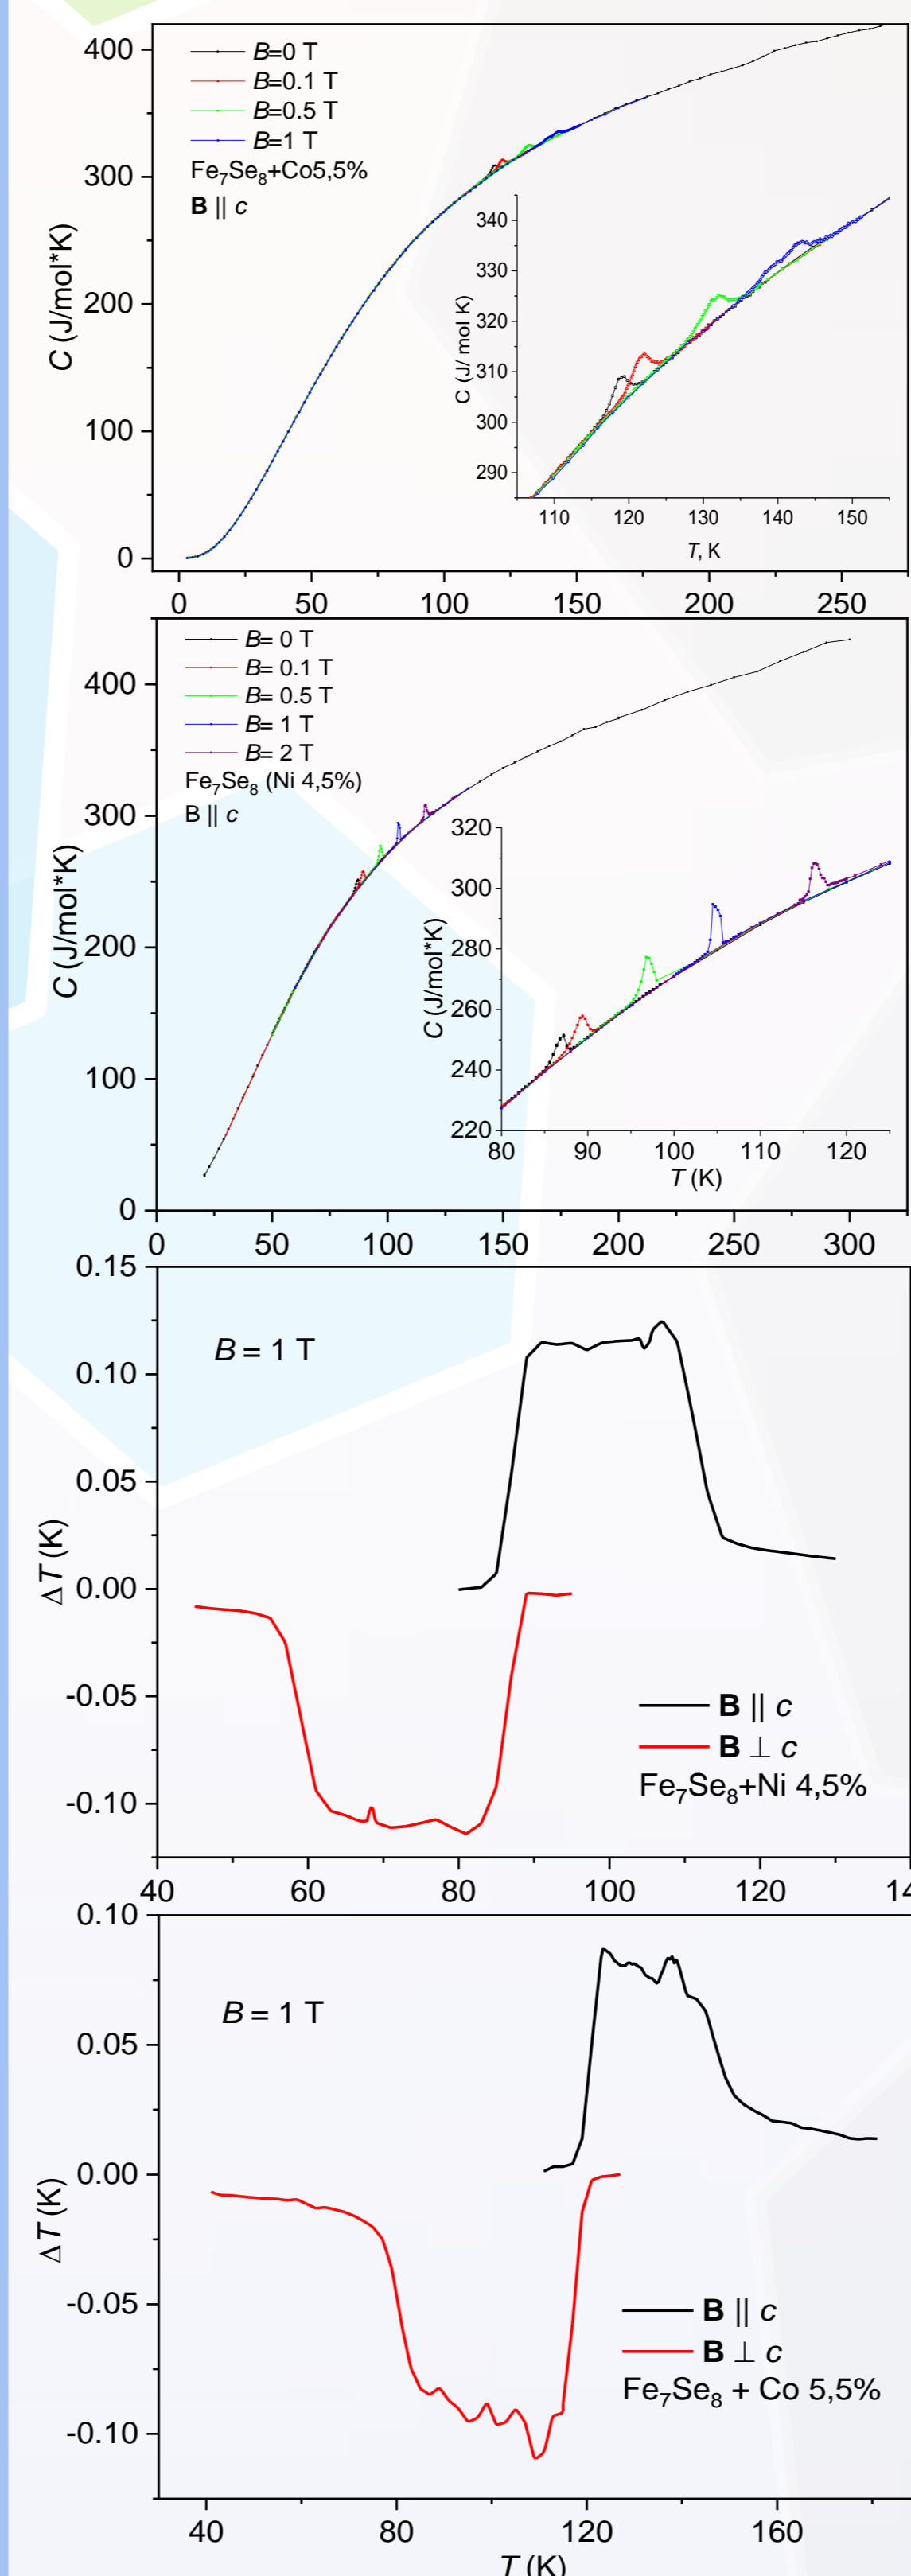 400
300
200
100
0
C (J/mol*K)
B=0 T
B=0.1 T
B=0.5 T
B=1 T
Fe₇Se₈+Co5,5%
B || c
340
330
320
310
300
290
C (J/ mol K)
110 120 130 140 150
T, K
0 50 100 150 200 250
400
300
200
100
0
C (J/mol*K)
B= 0 T
B= 0.1 T
B= 0.5 T
B= 1 T
B= 2 T
Fe₇Se₈ (Ni 4,5%)
B || c
320
300
280
260
240
220
C (J/mol*K)
80 90 100 110 120
T (K)
0 50 100 150 200 250 300
0.15
0.10
0.05
0.00
-0.05
-0.10
ΔT (K)
B = 1 T
B || c
B ⊥ c
Fe₇Se₈+Ni 4,5%
40 60 80 100 120 14
0.10
0.05
0.00
-0.05
-0.10
ΔT (K)
B = 1 T
B || c
B ⊥ c
Fe₇Se₈ + Co 5,5%
40 80 120 160
T (K)